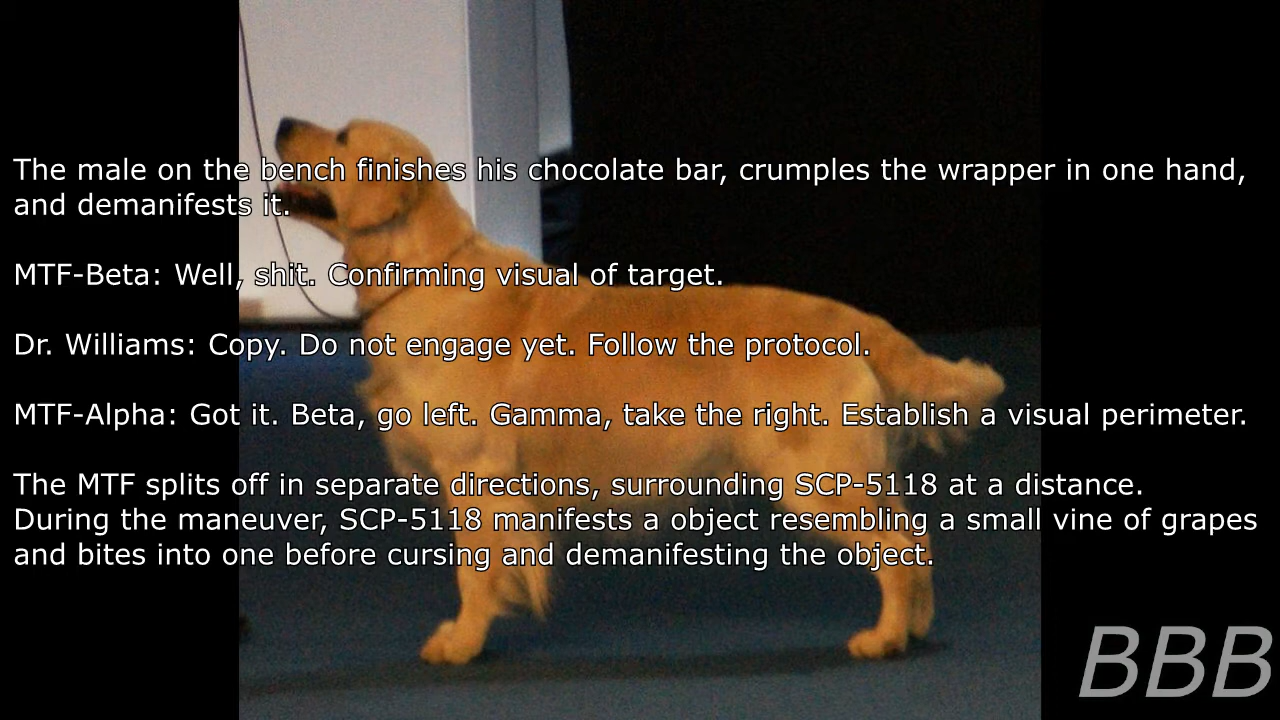 The male on the bench finishes his chocolate bar, crumples the wrapper in one hand,
and demanifests it.
MTF-Beta: Well, shit. Confirming visual of target.
Dr. Williams: Copy. Do not engage yet. Follow the protocol.
MTF-Alpha: Got it. Beta, go left. Gamma, take the right. Establish a visual perimeter.
The MTF splits off in separate directions, surrounding SCP-5118 at a distance.
During the maneuver, SCP-5118 manifests a object resembling a small vine of grapes
and bites into one before cursing and demanifesting the object.
BBB